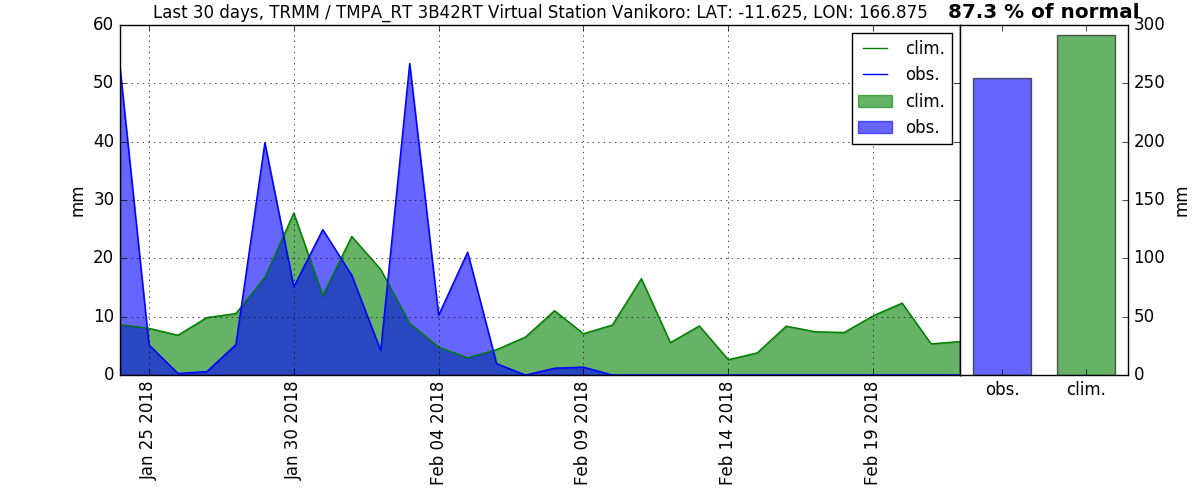 Last 30 days, TRMM / TMPA_RT 3B42RT Virtual Station Vanikoro: LAT: -11.625, LON: 166.875
87.3 % of normal
60
50
40
30
20
10
0
mm
clim.
obs.
clim.
obs.
300
250
200
150
100
50
0
mm
Jan 25 2018
Jan 30 2018
Feb 04 2018
Feb 09 2018
Feb 14 2018
Feb 19 2018
obs.
clim.